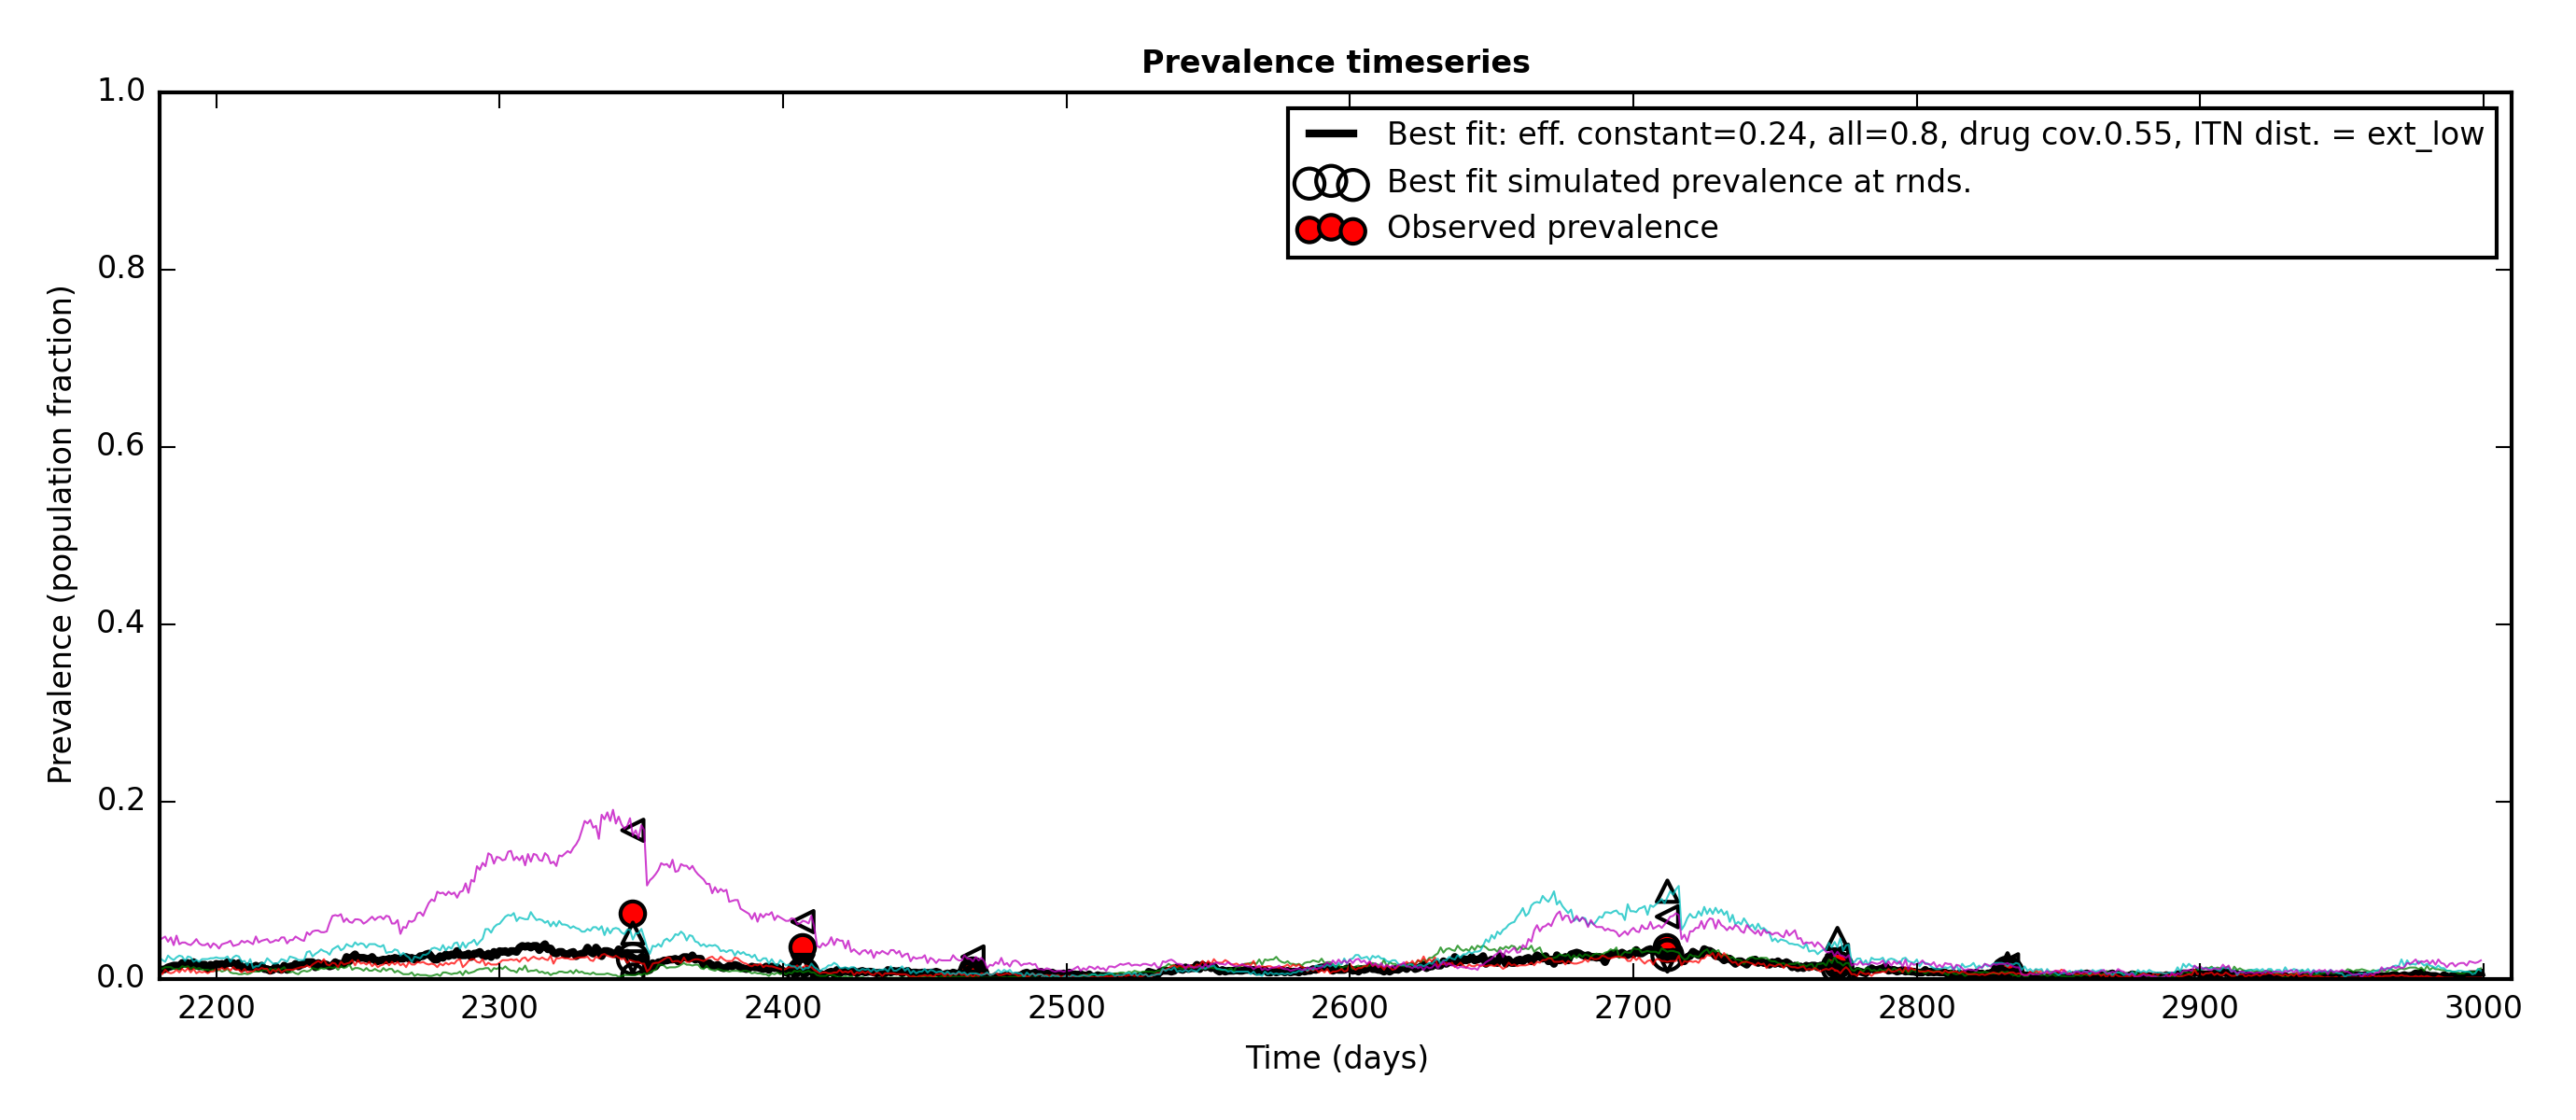 Prevalence timeseries
1.0
0.8
0.6
0.4
0.2
0.0
Prevalence (population fraction)
Best fit: eff. constant=0.24, all=0.8, drug cov.0.55, ITN dist. = ext_low
Best fit simulated prevalence at rnds.
Observed prevalence
2200 2300 2400 2500 2600 2700 2800 2900 3000
Time (days)